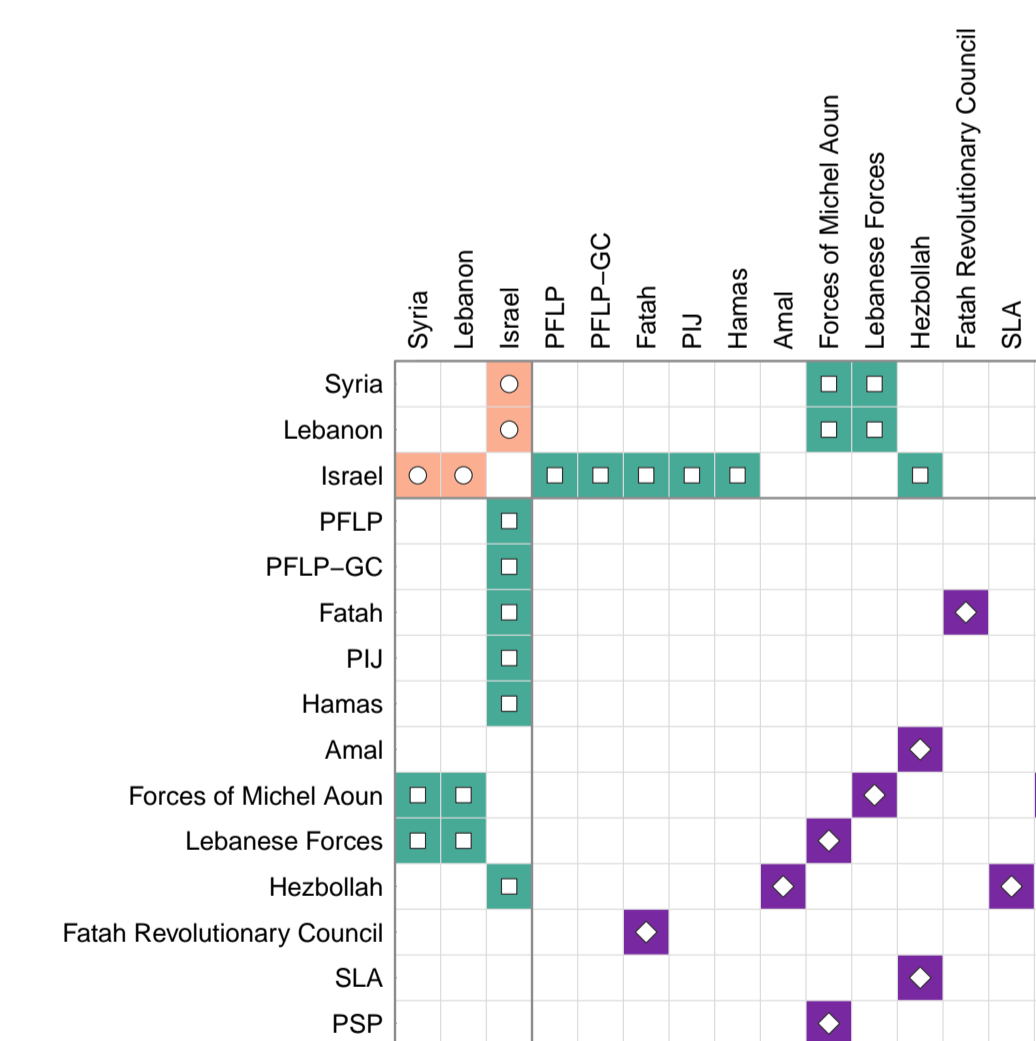 Syria
Lebanon
Israel
PFLP
PFLP–GC
Fatah
PIJ
Hamas
Amal
Forces of Michel Aoun
Lebanese Forces
Hezbollah
Fatah Revolutionary Council
SLA
Syria
Lebanon
Israel
PFLP
PFLP–GC
Fatah
PIJ
Hamas
Amal
Forces of Michel Aoun
Lebanese Forces
Hezbollah
Fatah Revolutionary Council
SLA
PSP